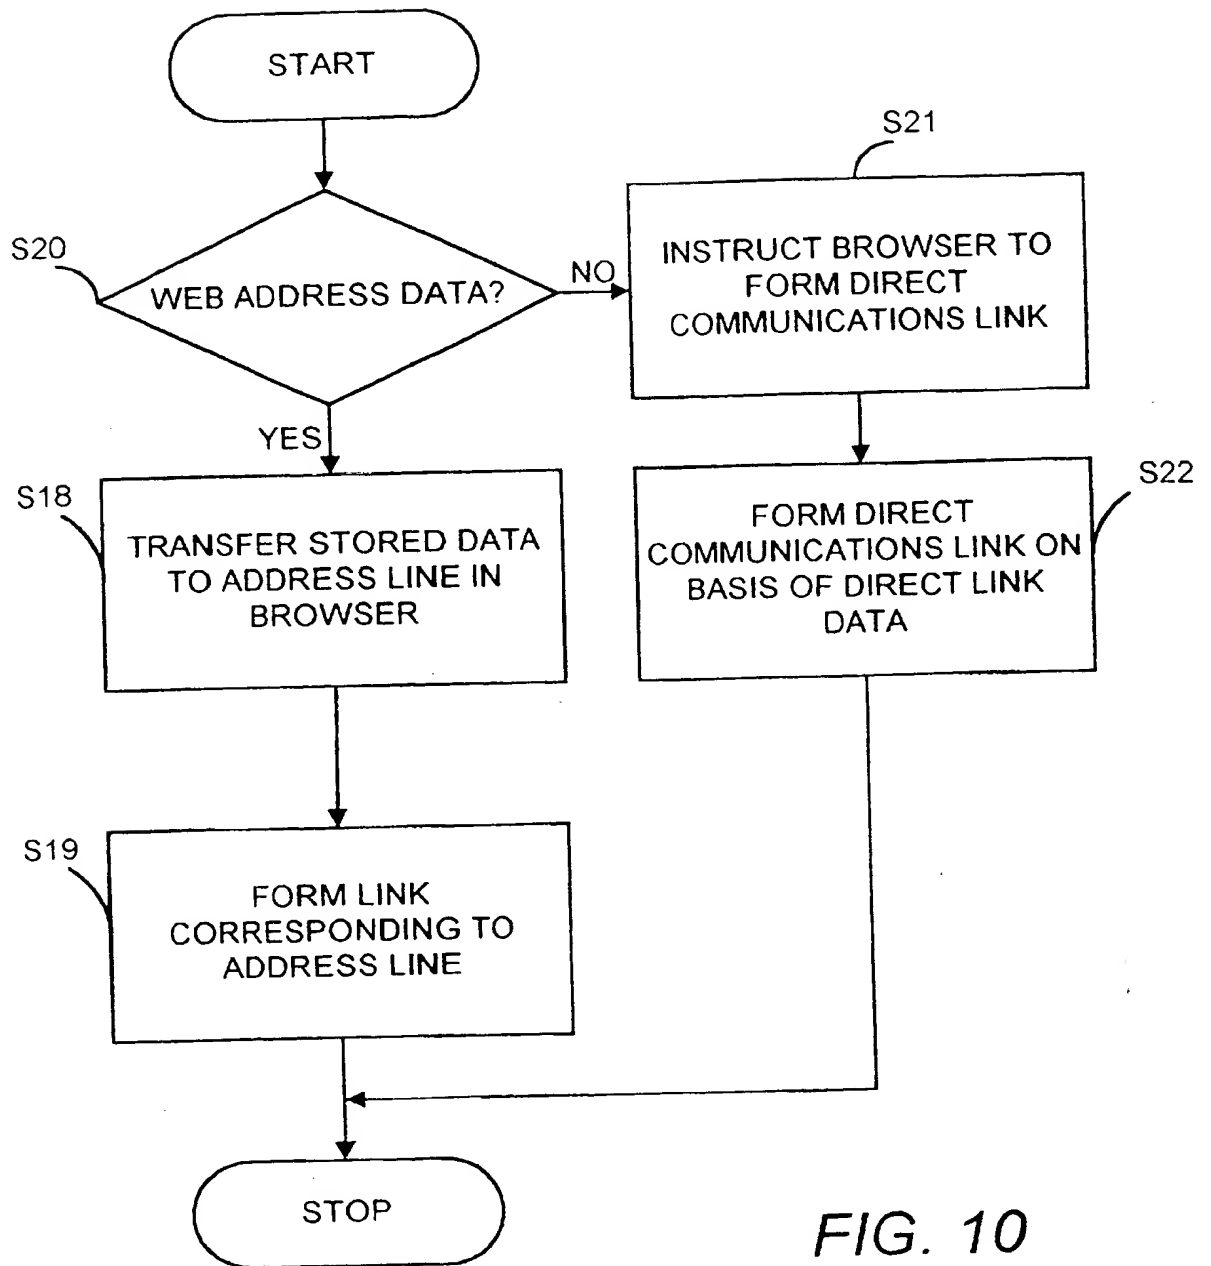 START
S20
WEB ADDRESS DATA?
NO
YES
S21
INSTRUCT BROWSER TO
FORM DIRECT
COMMUNICATIONS LINK
S18
TRANSFER STORED DATA
TO ADDRESS LINE IN
BROWSER
S22
FORM DIRECT
COMMUNICATIONS LINK ON
BASIS OF DIRECT LINK
DATA
S19
FORM LINK
CORRESPONDING TO
ADDRESS LINE
STOP
FIG. 10